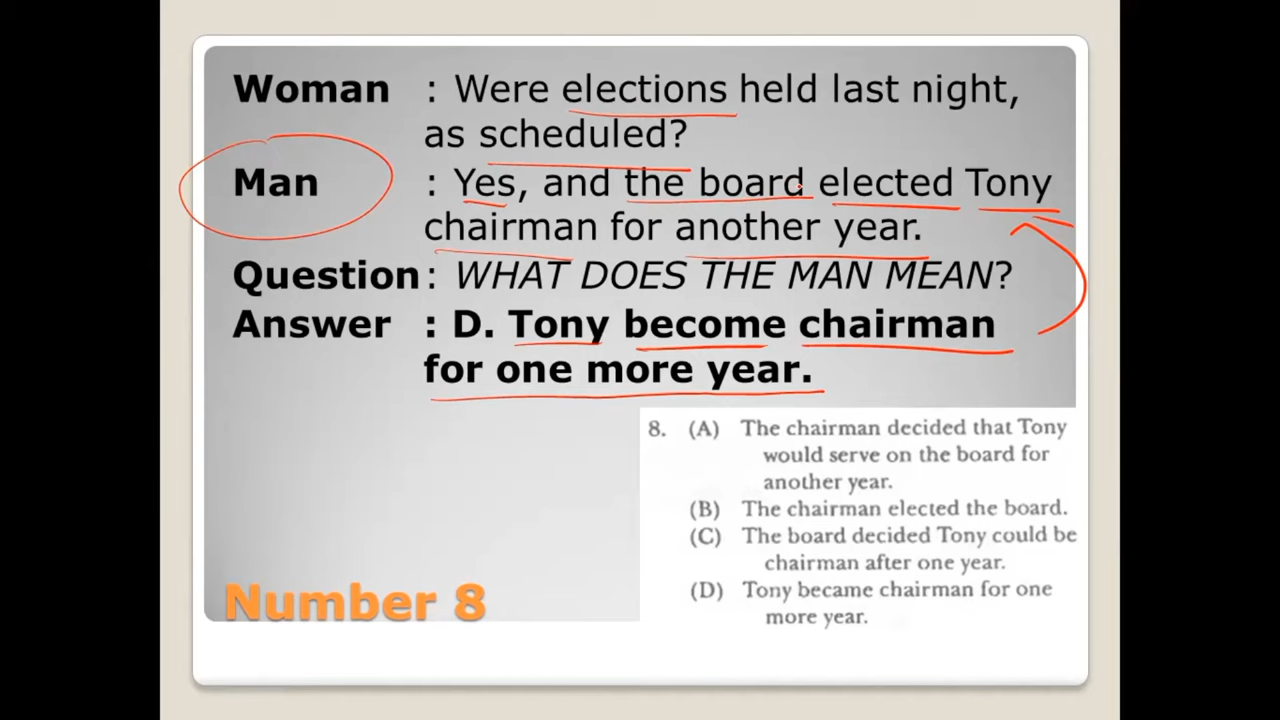 Woman : Were elections held last night,
as scheduled?
Man : Yes, and the board elected Tony
chairman for another year.
Question : WHAT DOES THE MAN MEAN?
Answer : D. Tony become chairman
for one more year.
8. (A) The chairman decided that Tony
would serve on the board for
another year.
(B) The chairman elected the board.
(C) The board decided Tony could be
chairman after one year.
(D) Tony became chairman for one
more year.
Number 8